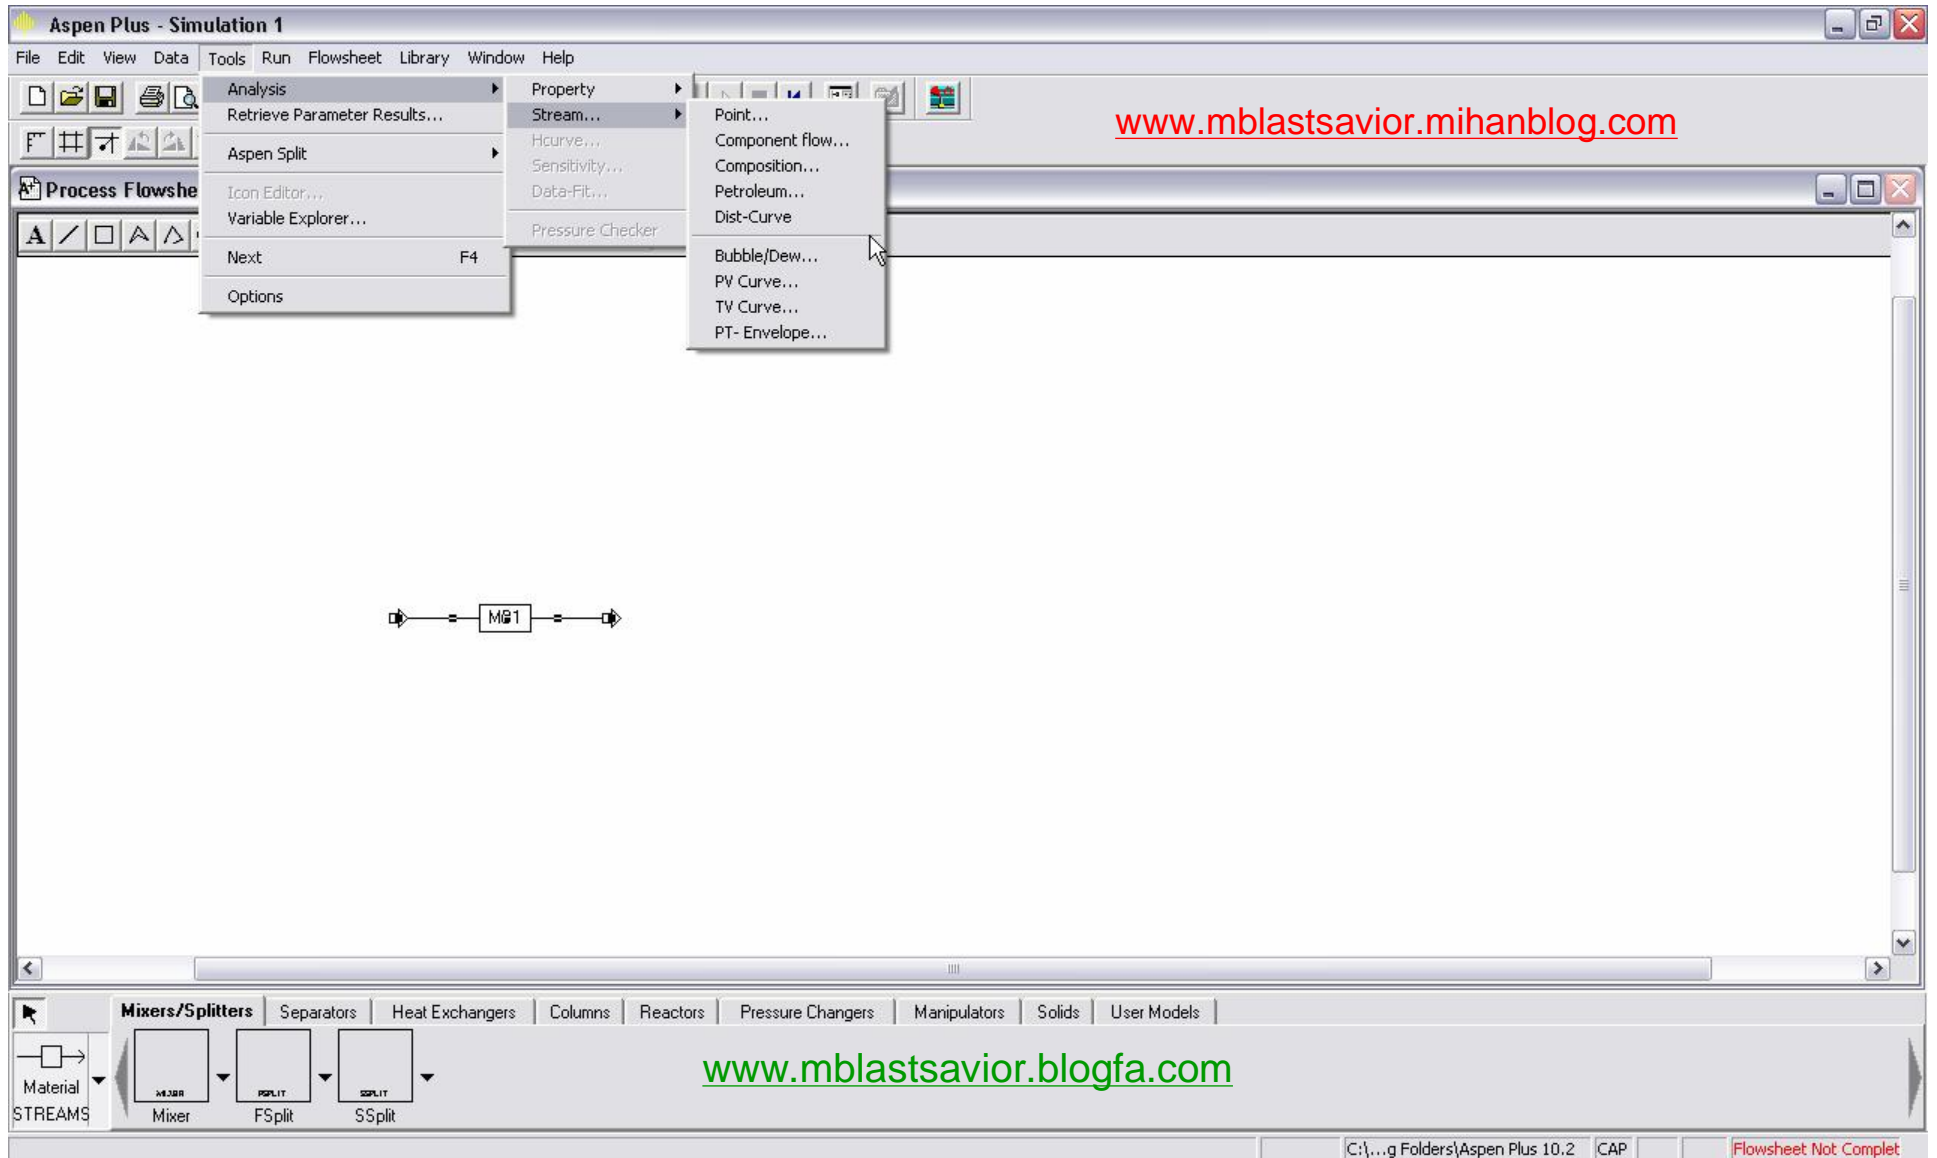 Aspen Plus - Simulation 1
File Edit View Data Tools Run Flowsheet Library Window Help
Analysis
Retrieve Parameter Results...
Aspen Split
Icon Editor...
Variable Explorer...
Next F4
Options
Property
Stream...
Hcurve...
Sensitivity...
Data-Fit...
Pressure Checker
Point...
Component flow...
Composition...
Petroleum...
Dist-Curve
Bubble/Dew...
PV Curve...
TV Curve...
PT- Envelope...
www.mblastsavior.mihanblog.com
Process Flowshe
A
Mixers/Splitters Separators Heat Exchangers Columns Reactors Pressure Changers Manipulators Solids User Models
Material
STREAMS
MIXER FSPLIT SSPLIT
Mixer FSplit SSplit
www.mblastsavior.blogfa.com
C:\...g Folders\Aspen Plus 10.2 CAP Flowsheet Not Complet